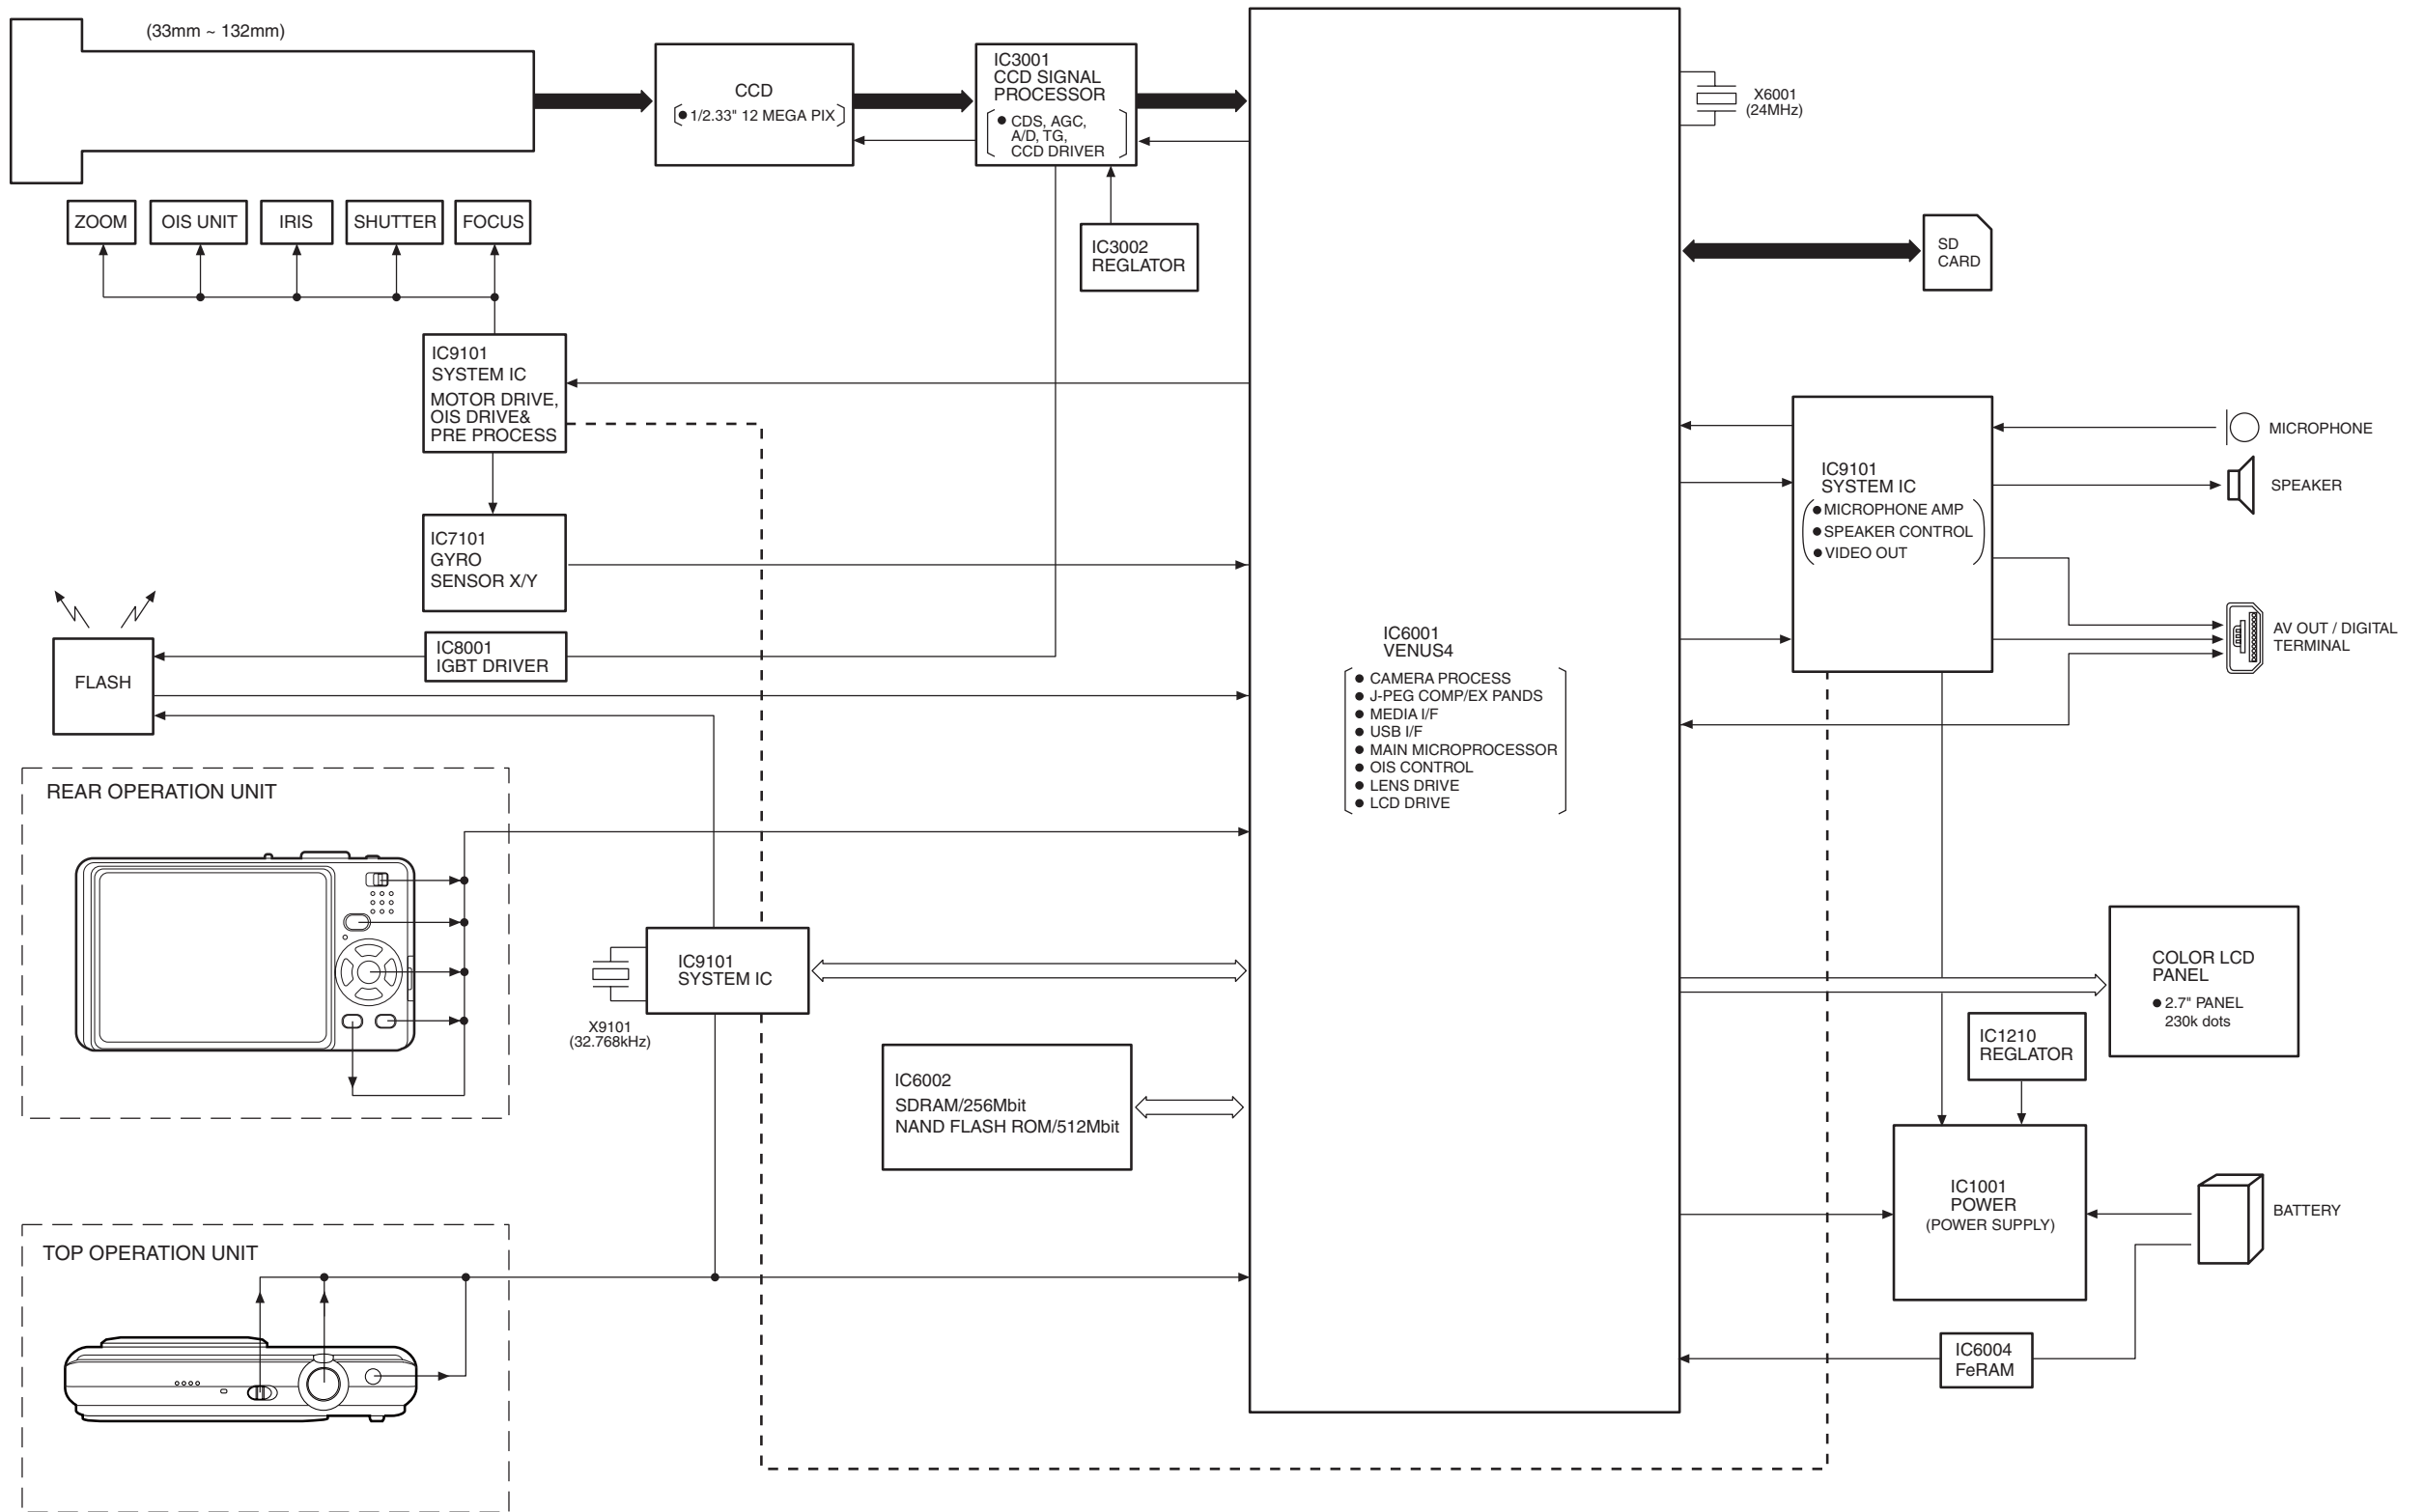 (33mm ~ 132mm)
CCD
● 1/2.33" 12 MEGA PIX
IC3001
CCD SIGNAL
PROCESSOR
● CDS, AGC,
A/D, TG,
CCD DRIVER
X6001
(24MHz)
ZOOM
OIS UNIT
IRIS
SHUTTER
FOCUS
IC3002
REGLATOR
SD
CARD
IC9101
SYSTEM IC
MOTOR DRIVE,
OIS DRIVE&
PRE PROCESS
IC7101
GYRO
SENSOR X/Y
IC9101
SYSTEM IC
● MICROPHONE AMP
● SPEAKER CONTROL
● VIDEO OUT
MICROPHONE
SPEAKER
AV OUT / DIGITAL
TERMINAL
FLASH
IC8001
IGBT DRIVER
IC6001
VENUS4
● CAMERA PROCESS
● J-PEG COMP/EX PANDS
● MEDIA I/F
● USB I/F
● MAIN MICROPROCESSOR
● OIS CONTROL
● LENS DRIVE
● LCD DRIVE
REAR OPERATION UNIT
IC9101
SYSTEM IC
X9101
(32.768kHz)
COLOR LCD
PANEL
● 2.7" PANEL
230k dots
IC1210
REGLATOR
IC6002
SDRAM/256Mbit
NAND FLASH ROM/512Mbit
IC1001
POWER
(POWER SUPPLY)
BATTERY
TOP OPERATION UNIT
IC6004
FeRAM